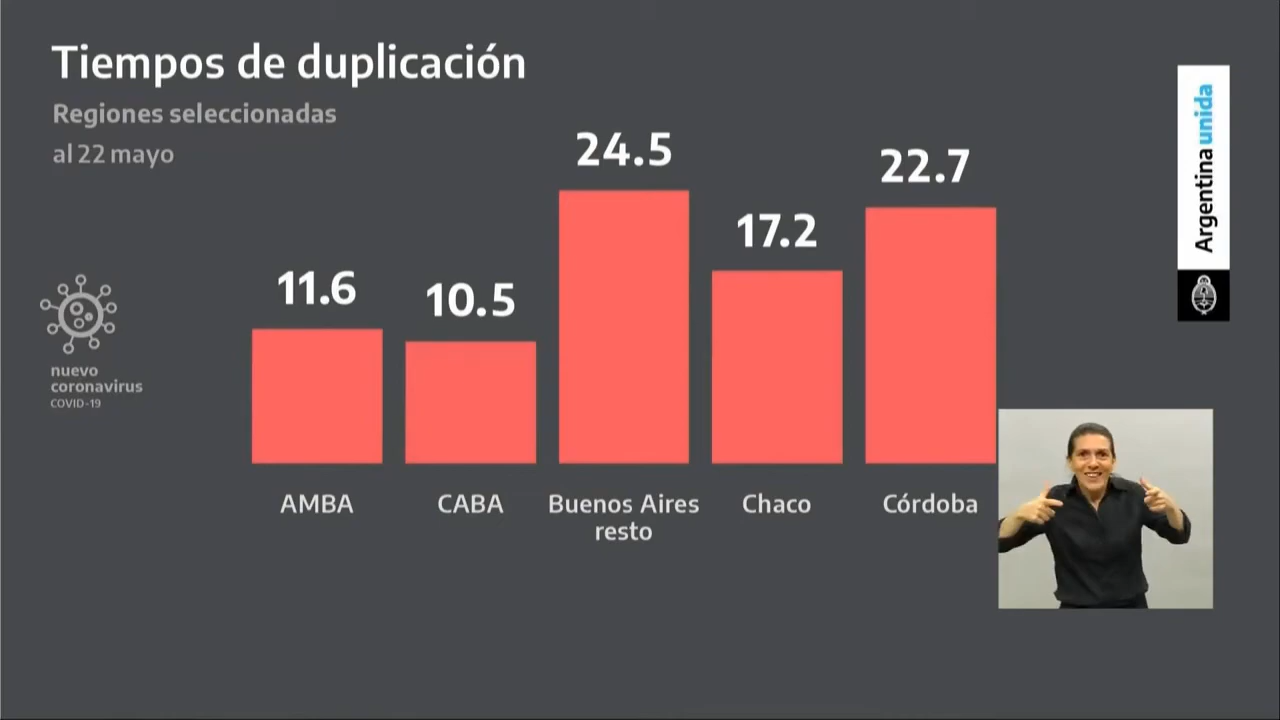 Tiempos de duplicación
Regiones seleccionadas
al 22 mayo
24.5
22.7
17.2
11.6
10.5
AMBA
CABA
Buenos Aires
resto
Chaco
Córdoba
nuevo
coronavirus
COVID-19
Argentina unida